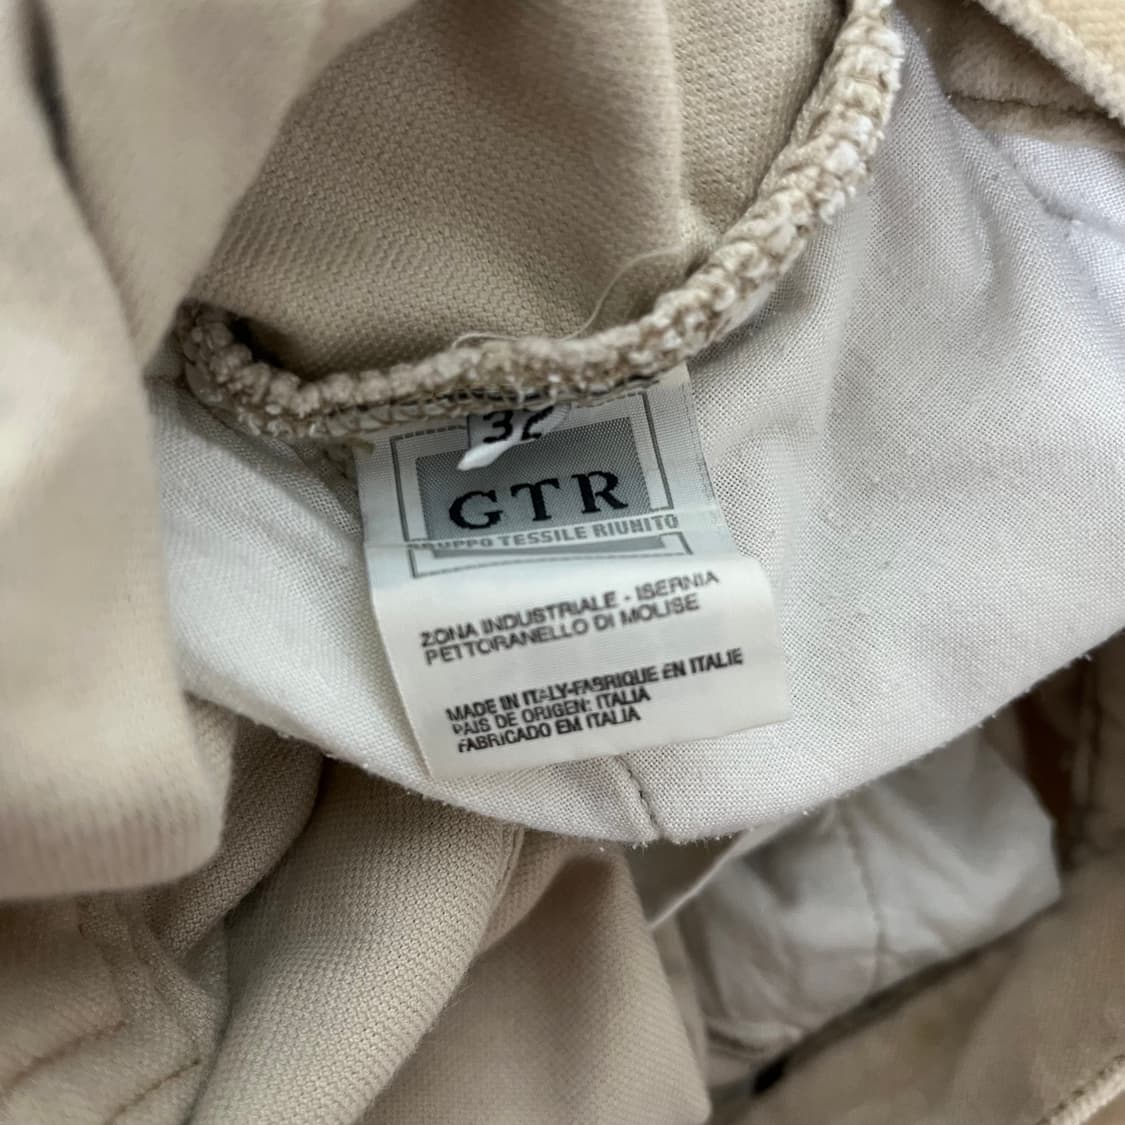 32
GTR
GRUPPO TESSILE RIUNITO
ZONA INDUSTRIALE - ISERNIA
PETTORANELLO DI MOLISE
MADE IN ITALY-FABRIQUE EN ITALIE
PAIS DE ORIGEN: ITALIA
FABRICADO EM ITALIA